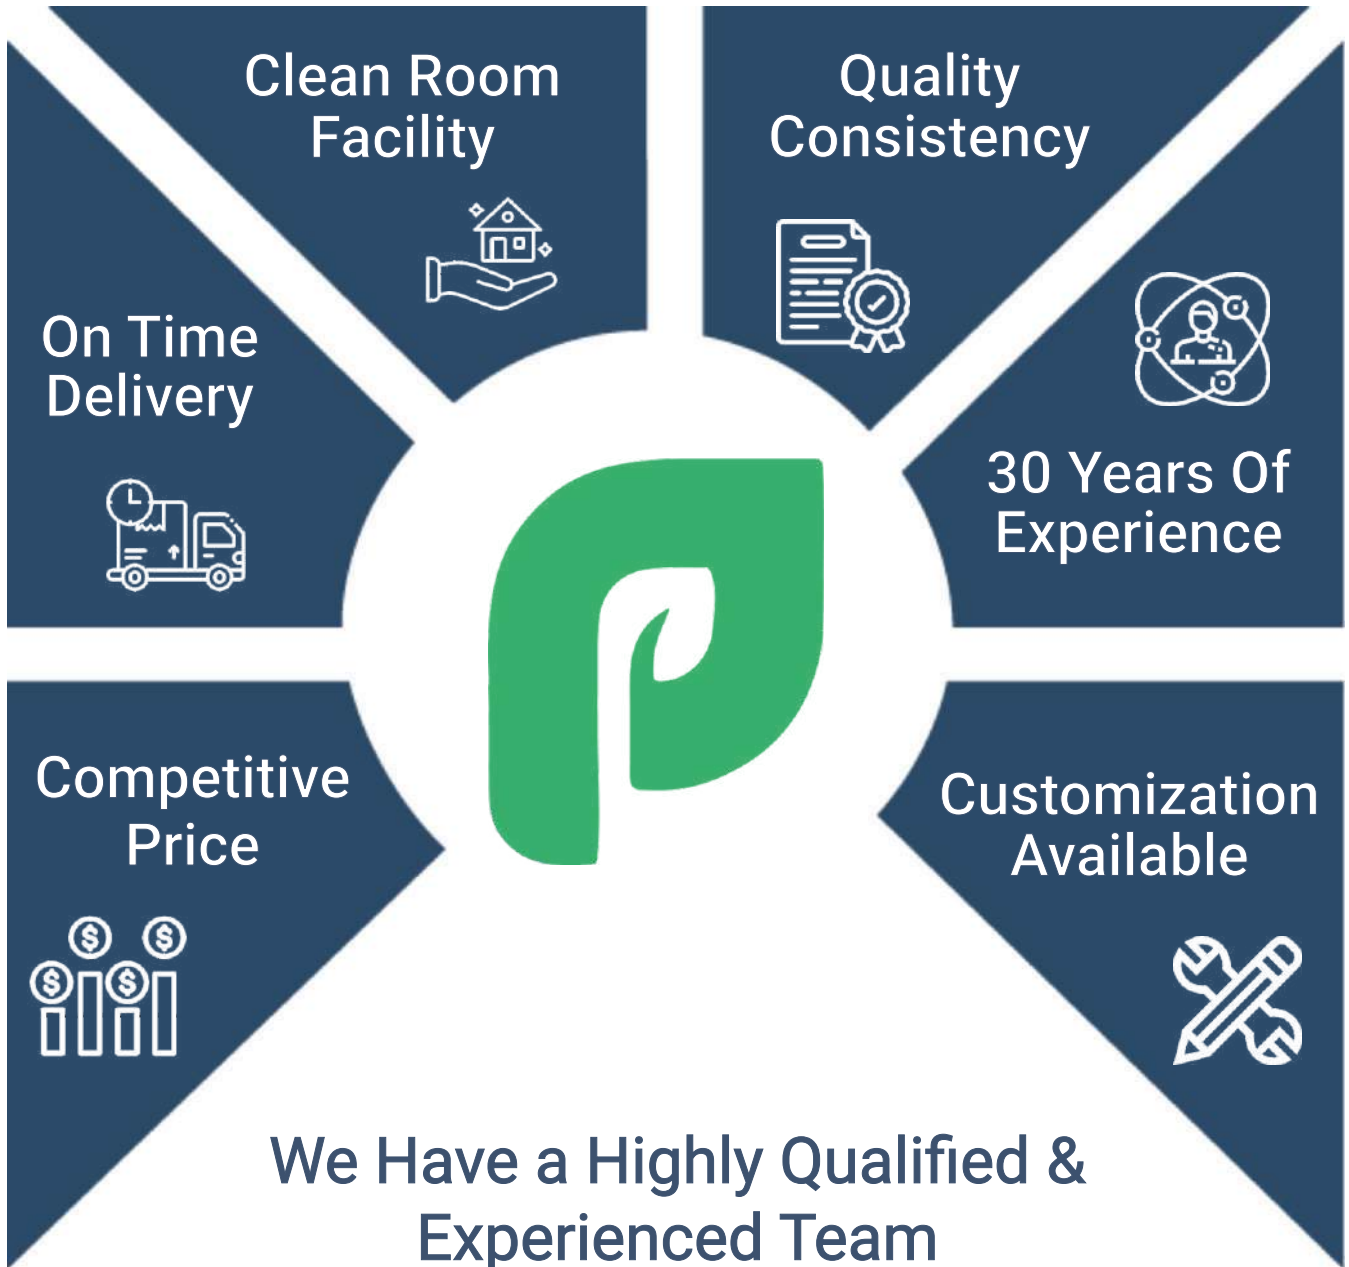 Clean Room
Facility
Quality
Consistency
On Time
Delivery
30 Years Of
Experience
Competitive
Price
Customization
Available
We Have a Highly Qualified &
Experienced Team